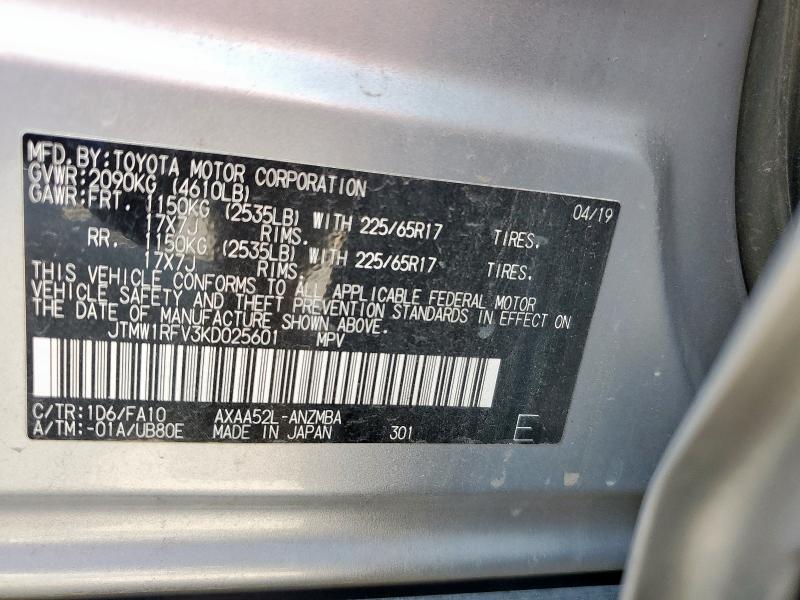 MFD. BY: TOYOTA MOTOR CORPORATION 04/19
GVWR: 2090KG (4610LB)
GAWR: FRT. 1150KG (2535LB) WITH 225/65R17 TIRES.
17X7J RIMS.
RR. 1150KG (2535LB) WITH 225/65R17 TIRES.
17X7J RIMS.
THIS VEHICLE CONFORMS TO ALL APPLICABLE FEDERAL MOTOR
VEHICLE SAFETY AND THEFT PREVENTION STANDARDS IN EFFECT ON
THE DATE OF MANUFACTURE SHOWN ABOVE.
JTMW1RFV3KD025601 MPV
C/TR: 1D6/FA10 AXAA52L-ANZMBA
A/TM: -01A/UB80E MADE IN JAPAN 301 E